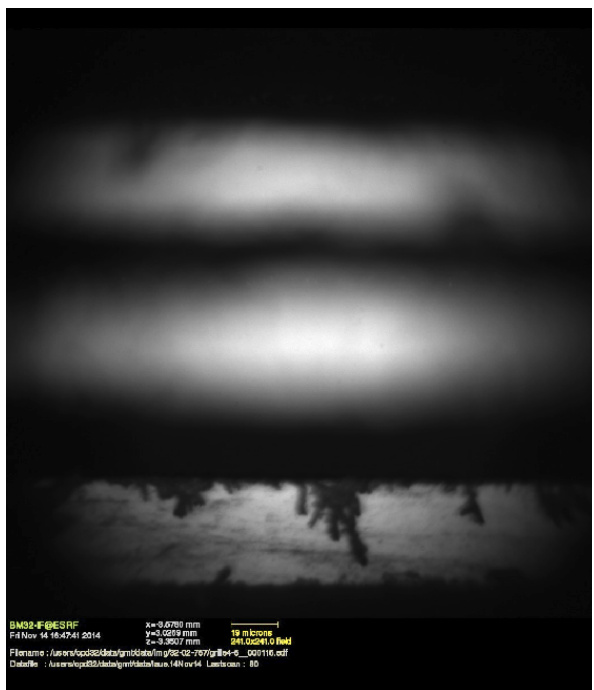 BM32-IF@ESRF
Fri Nov 14 16:47:41 2014
x=-3.5780 mm
y=3.0269 mm
z=-3.3507 mm
19 microns
241.0x241.0 field
Filename : /users/opd32/data/gmt/data/img/32-02-757/grille4-5__000116.edf
Datafile : /users/opd32/data/gmt/data/laue.14Nov14 Lastscan : 80